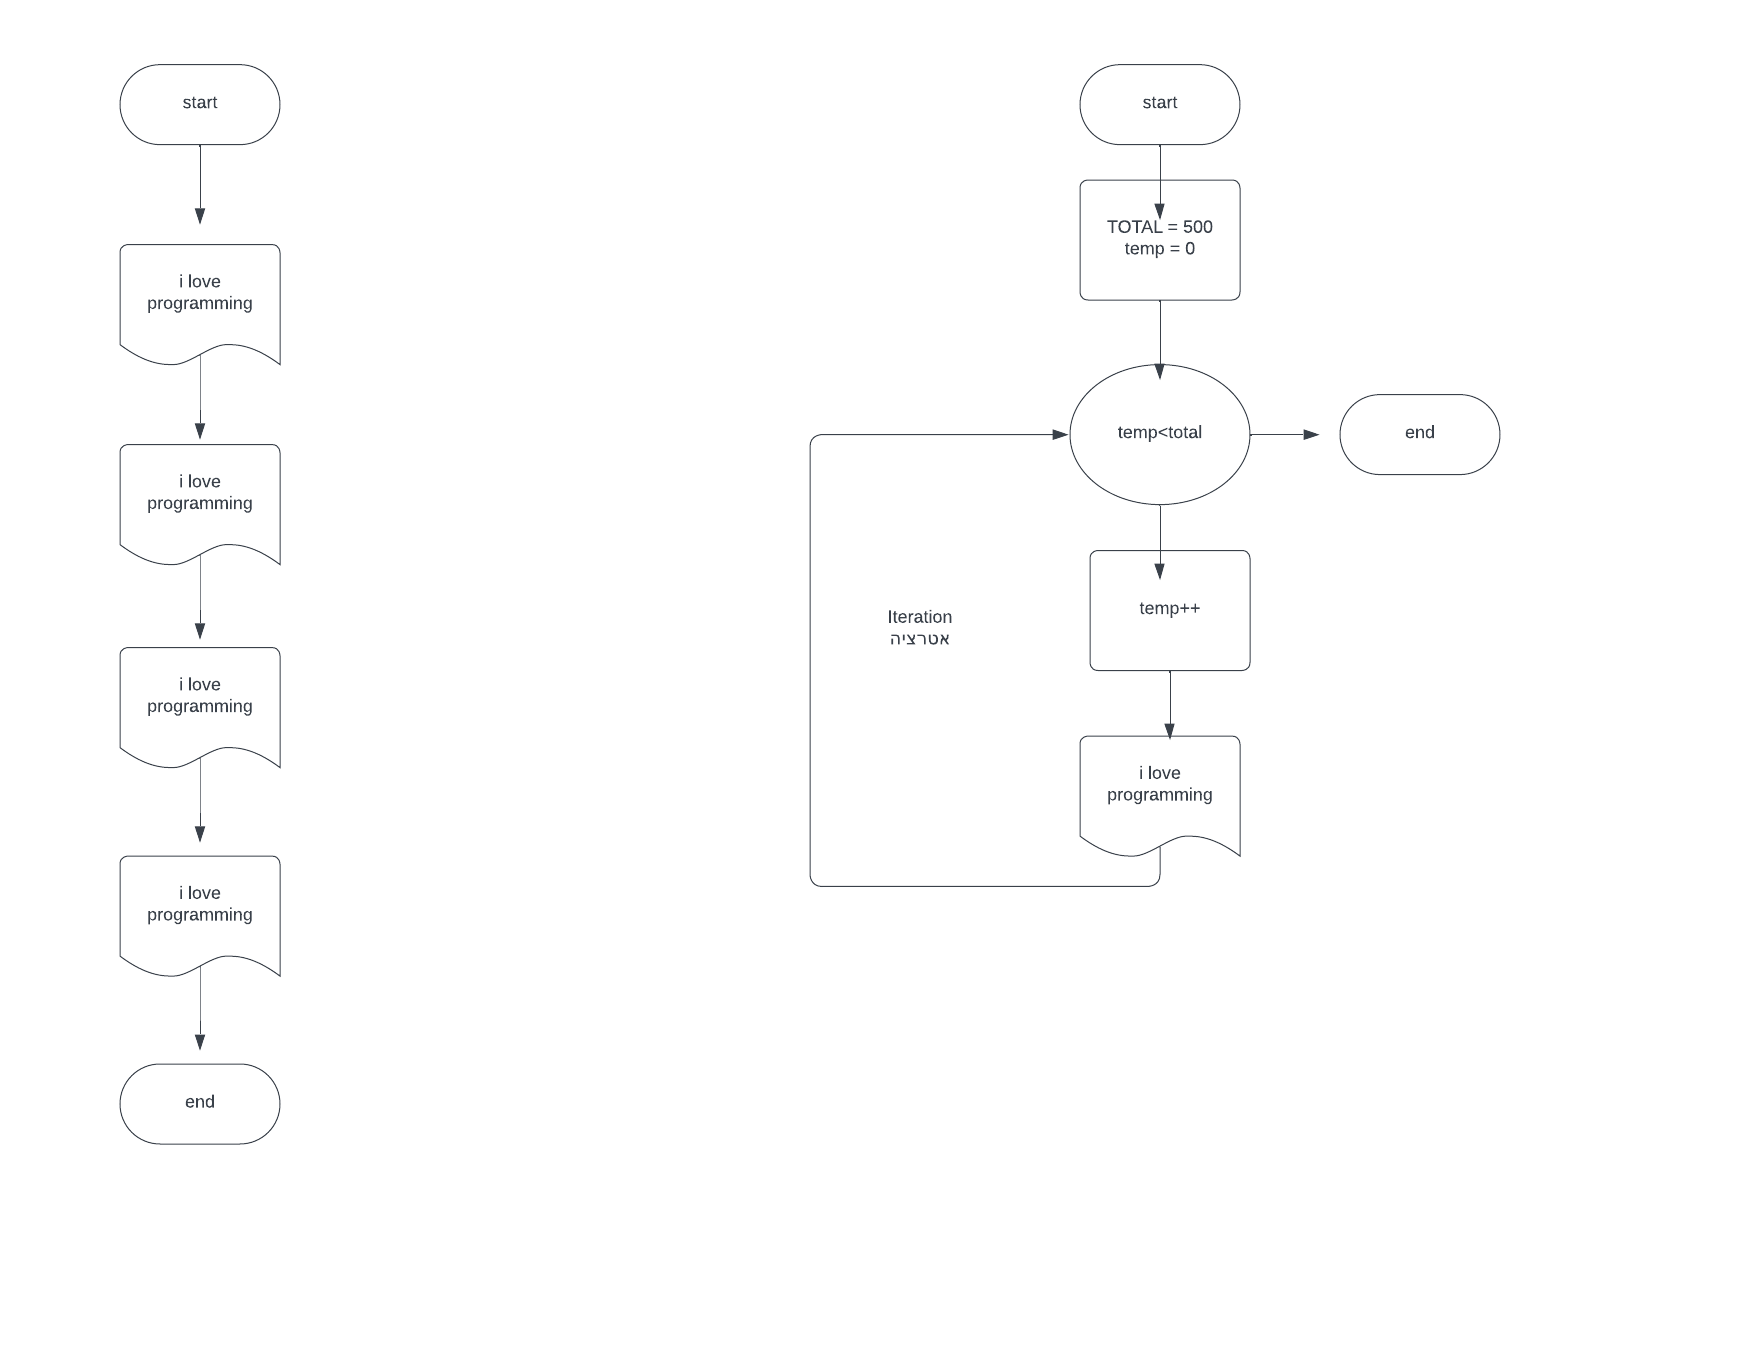 start
i love
programming
i love
programming
i love
programming
i love
programming
end
start
TOTAL = 500
temp = 0
temp<total
end
temp++
Iteration
אטרציה
i love
programming